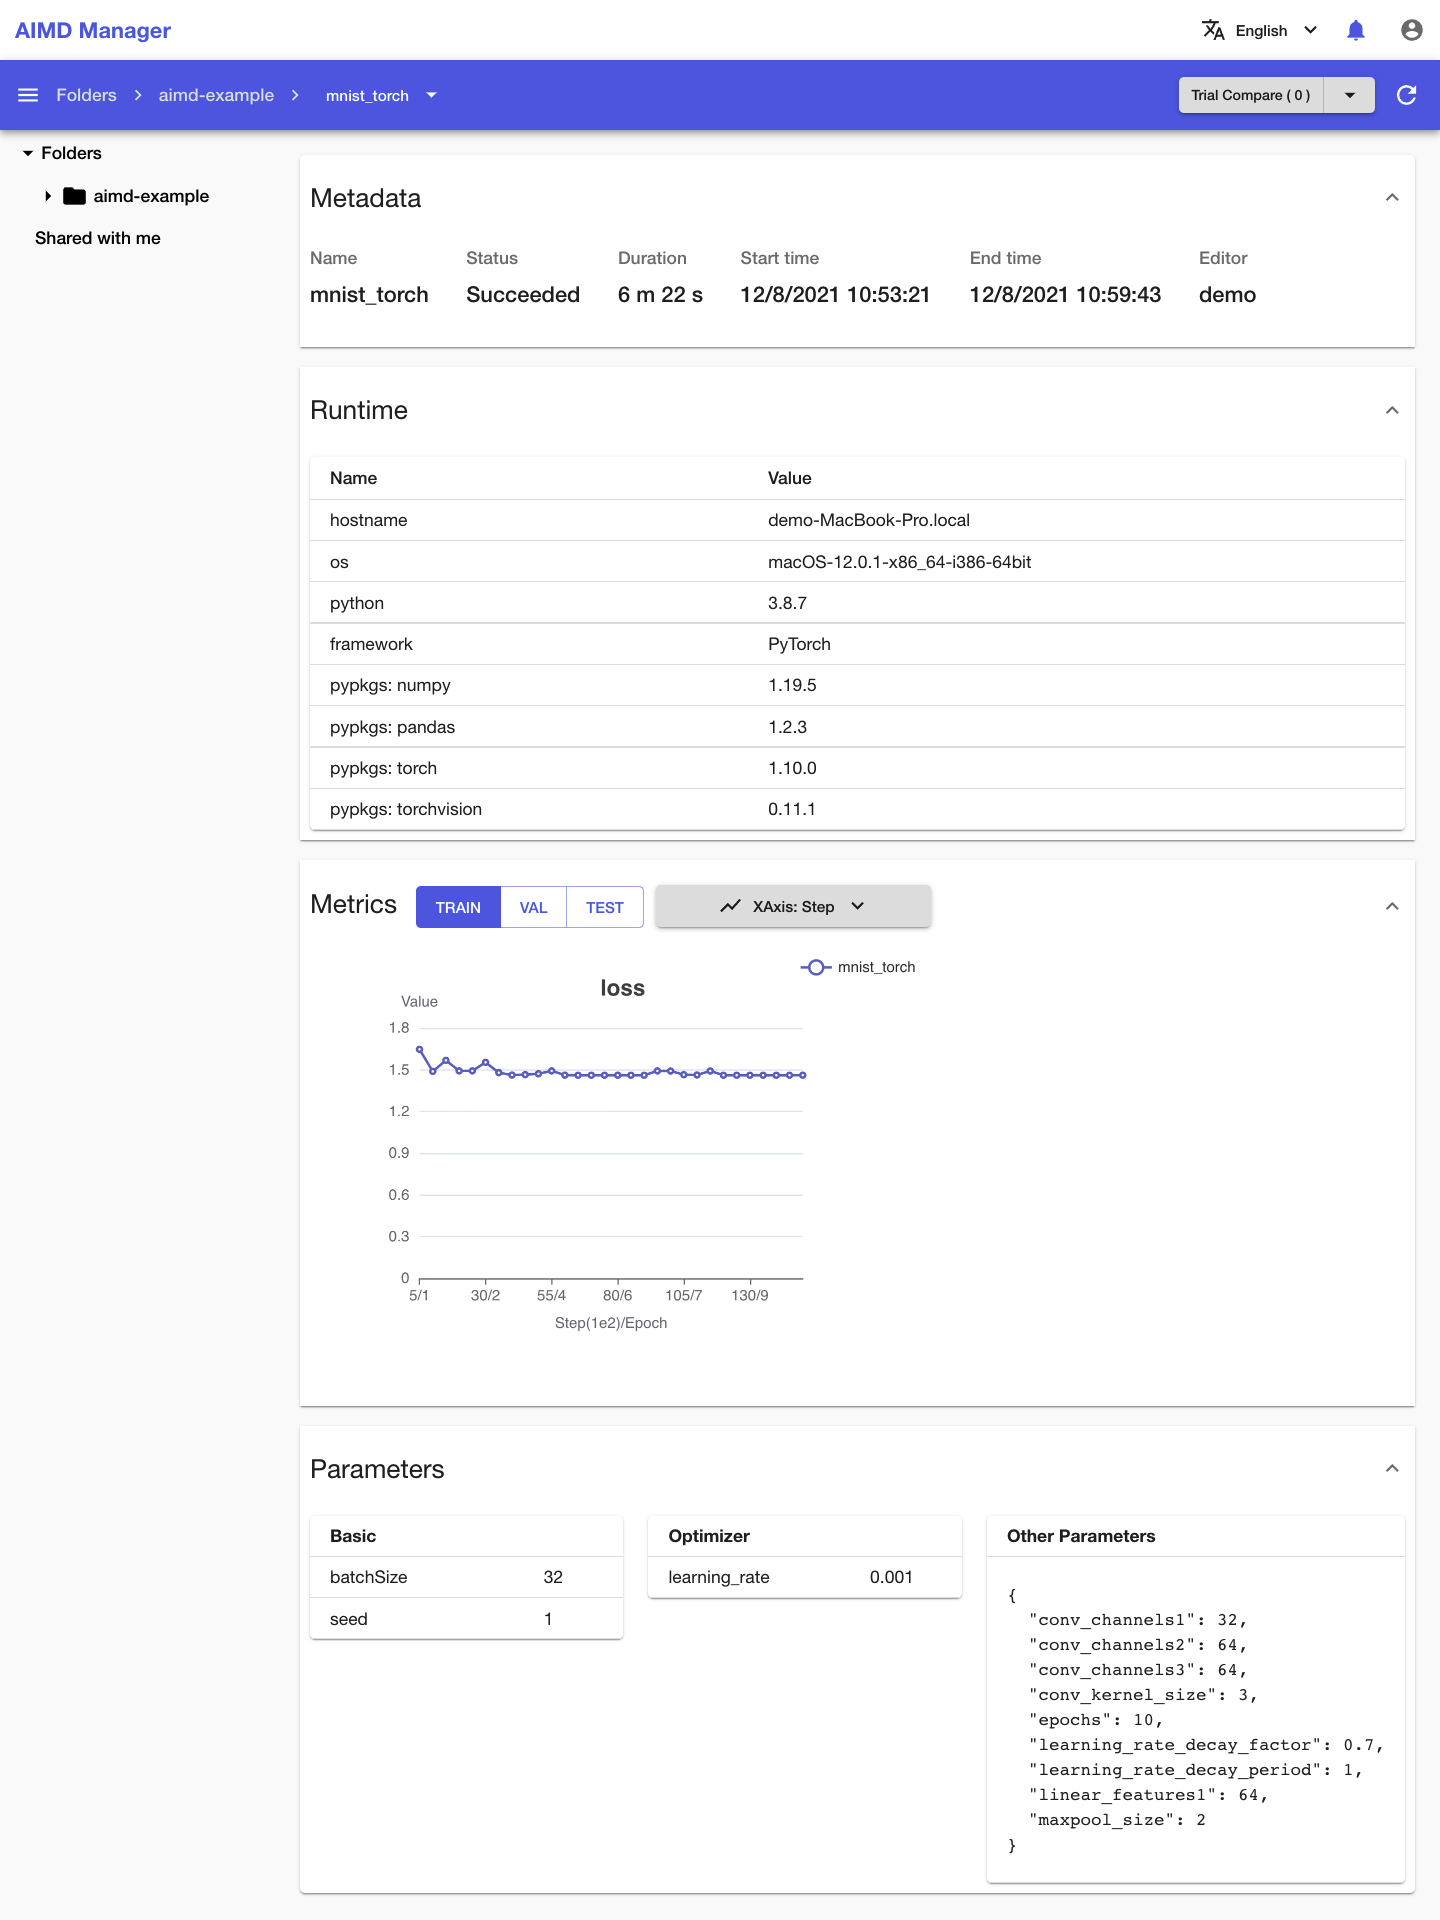 AIMD Manager
English
Folders
aimd-example
mnist_torch
Trial Compare ( 0 )
Folders
aimd-example
Shared with me
Metadata
Name Status Duration Start time End time Editor
mnist_torch Succeeded 6 m 22 s 12/8/2021 10:53:21 12/8/2021 10:59:43 demo
Runtime
Name Value
hostname demo-MacBook-Pro.local
os macOS-12.0.1-x86_64-i386-64bit
python 3.8.7
framework PyTorch
pypkgs: numpy 1.19.5
pypkgs: pandas 1.2.3
pypkgs: torch 1.10.0
pypkgs: torchvision 0.11.1
Metrics TRAIN VAL TEST XAxis: Step
mnist_torch
loss
Value
1.8
1.5
1.2
0.9
0.6
0.3
0
5/1 30/2 55/4 80/6 105/7 130/9
Step(1e2)/Epoch
Parameters
Basic
batchSize 32
seed 1
Optimizer
learning_rate 0.001
Other Parameters
{
"conv_channels1": 32,
"conv_channels2": 64,
"conv_channels3": 64,
"conv_kernel_size": 3,
"epochs": 10,
"learning_rate_decay_factor": 0.7,
"learning_rate_decay_period": 1,
"linear_features1": 64,
"maxpool_size": 2
}